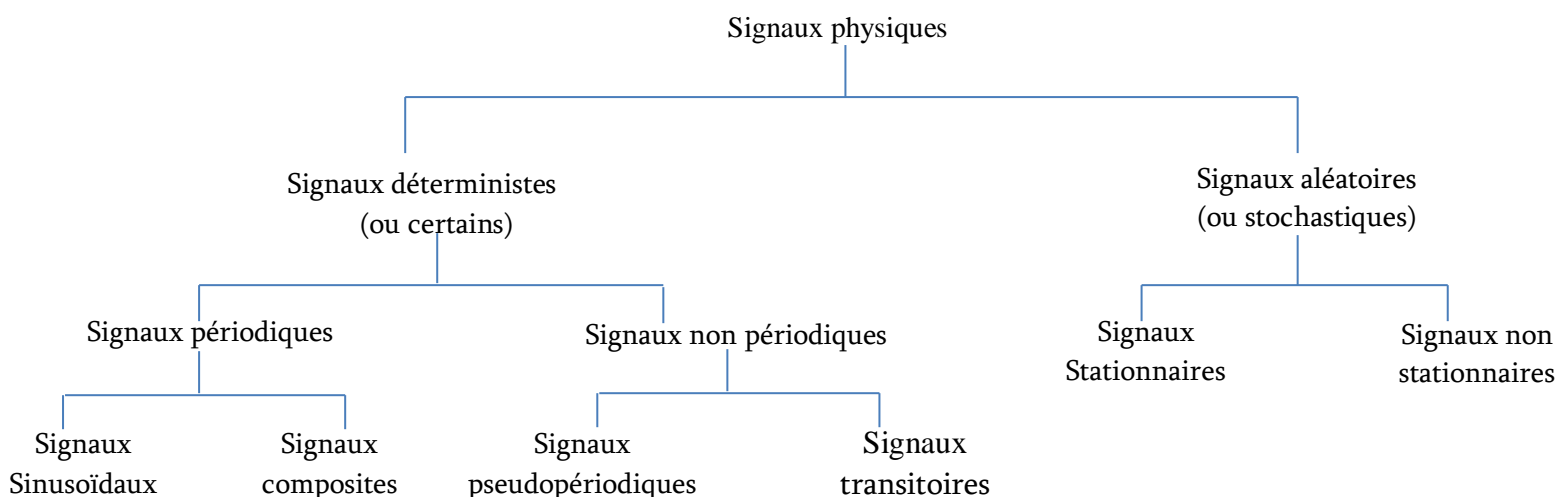 Signaux physiques
Signaux déterministes
(ou certains)
Signaux aléatoires
(ou stochastiques)
Signaux périodiques
Signaux non périodiques
Signaux
Stationnaires
Signaux non
stationnaires
Signaux
Sinusoïdaux
Signaux
composites
Signaux
pseudopériodiques
Signaux
transitoires